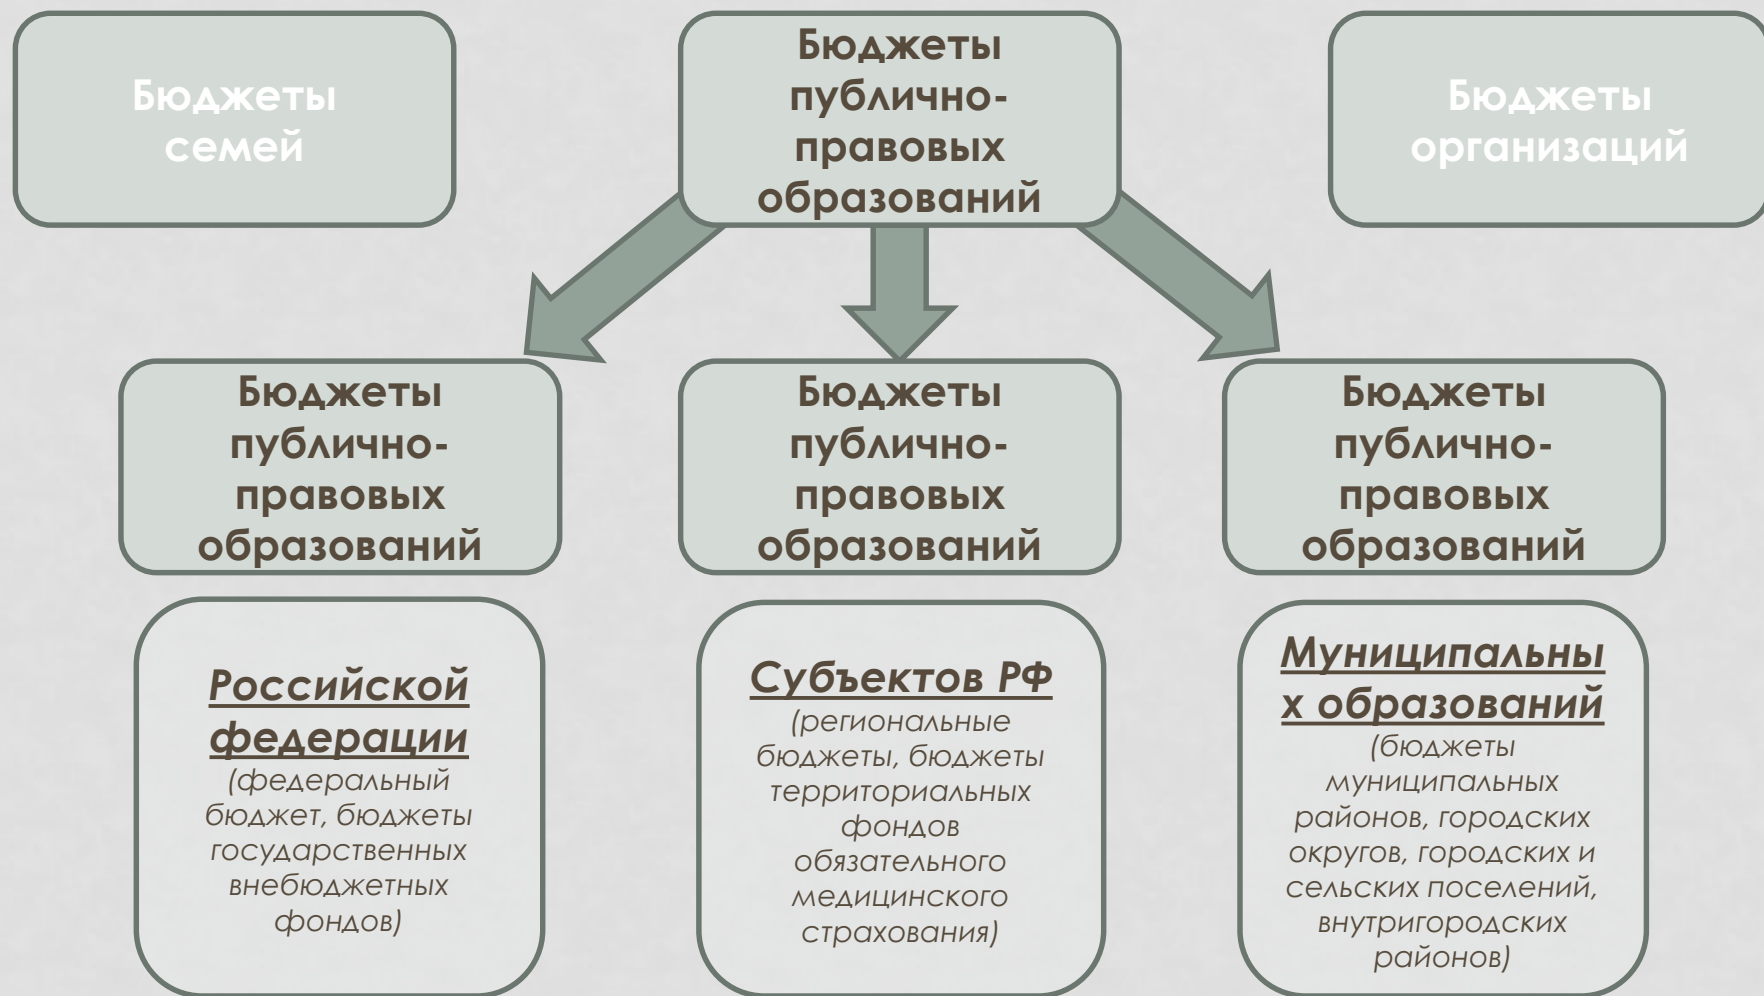 Бюджеты
семей
Бюджеты
публично-
правовых
образований
Бюджеты
организаций
Бюджеты
публично-
правовых
образований
Бюджеты
публично-
правовых
образований
Бюджеты
публично-
правовых
образований
Российской
федерации
(федеральный
бюджет, бюджеты
государственных
внебюджетных
фондов)
Субъектов РФ
(региональные
бюджеты, бюджеты
территориальных
фондов
обязательного
медицинского
страхования)
Муниципальны
х образований
(бюджеты
муниципальных
районов, городских
округов, городских и
сельских поселений,
внутригородских
районов)